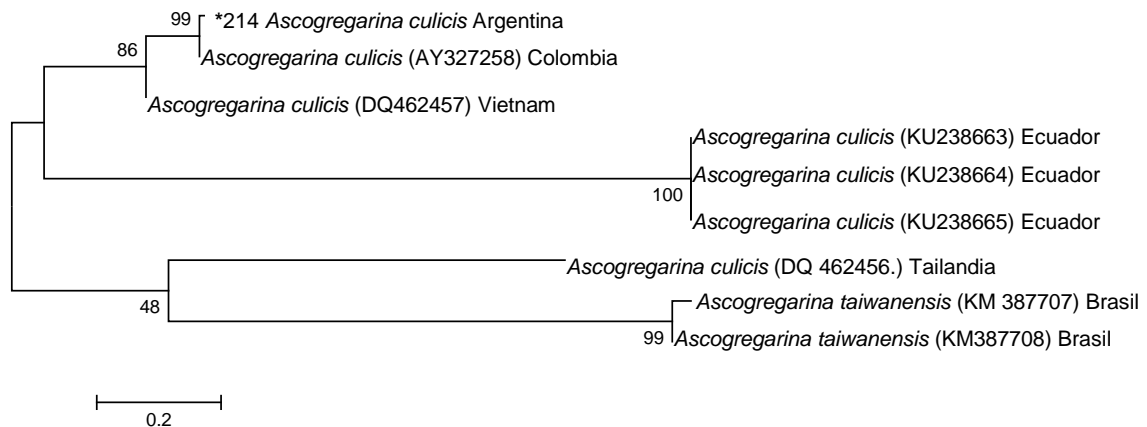 99
*214 Ascogregarina culicis Argentina
86
Ascogregarina culicis (AY327258) Colombia
Ascogregarina culicis (DQ462457) Vietnam
Ascogregarina culicis (KU238663) Ecuador
Ascogregarina culicis (KU238664) Ecuador
100
Ascogregarina culicis (KU238665) Ecuador
Ascogregarina culicis (DQ 462456.) Tailandia
48
Ascogregarina taiwanensis (KM 387707) Brasil
99
Ascogregarina taiwanensis (KM387708) Brasil
0.2